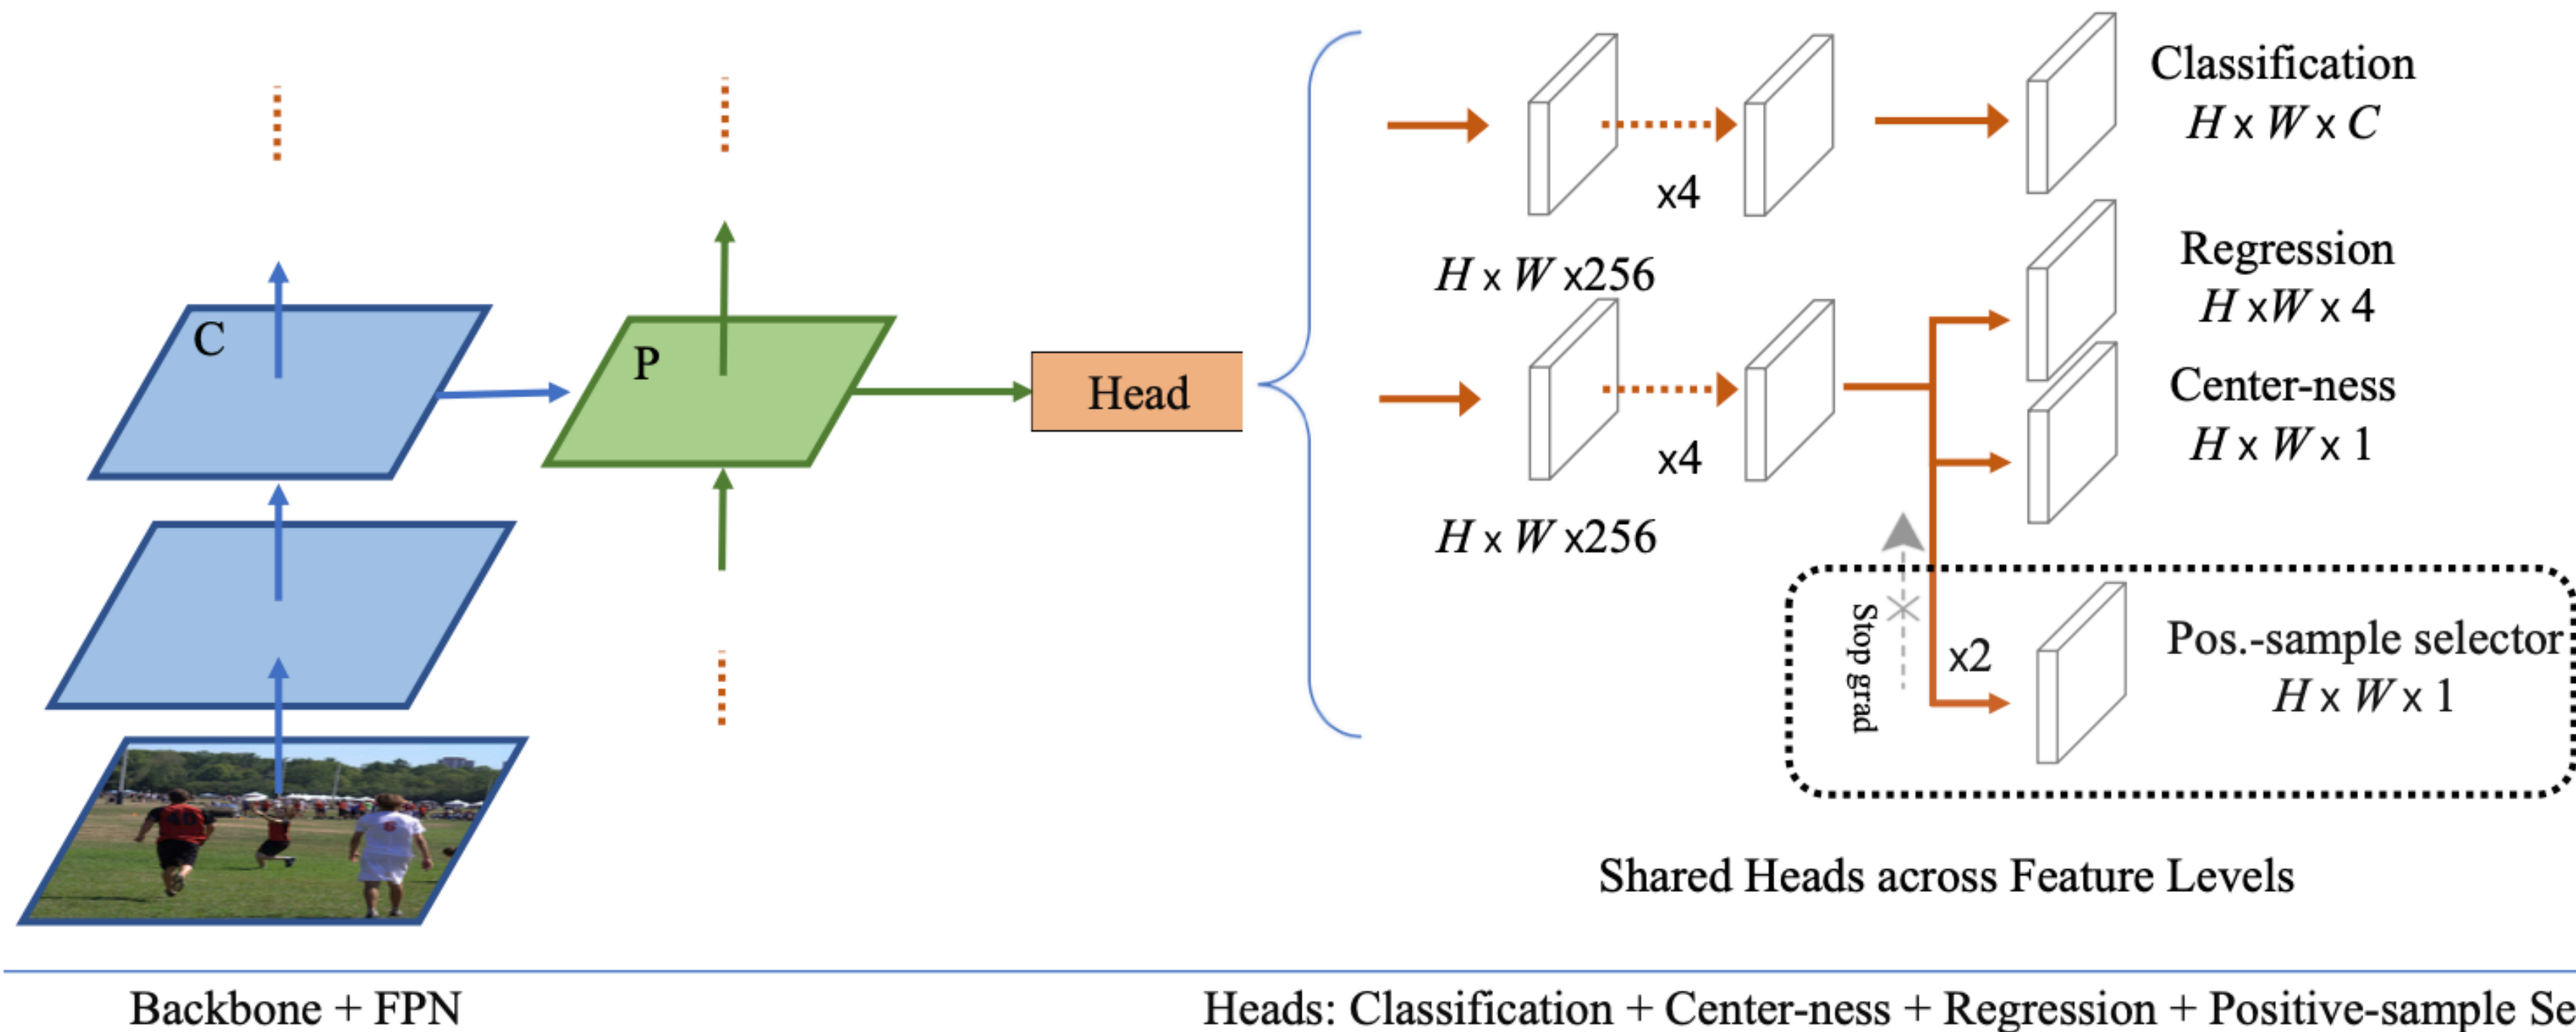 C
P
Head
x4
H x W x256
Classification
H x W x C
x4
H x W x256
Regression
H xW x 4
Center-ness
H x W x 1
Stop grad
x2
Pos.-sample selector
H x W x 1
Shared Heads across Feature Levels
Backbone + FPN
Heads: Classification + Center-ness + Regression + Positive-sample Se